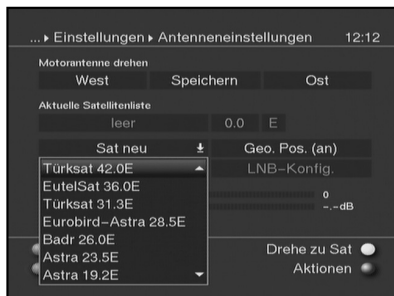 ... ▸ Einstellungen ▸ Antenneneinstellungen 12:12
Motorantenne drehen
West Speichern Ost
Aktuelle Satellitenliste
leer 0.0 E
Sat neu Geo. Pos. (an)
Türksat 42.0E LNB-Konfig.
EutelSat 36.0E
Türksat 31.3E 0
-.-dB
Eurobird-Astra 28.5E
Badr 26.0E
Astra 23.5E Drehe zu Sat
Astra 19.2E Aktionen